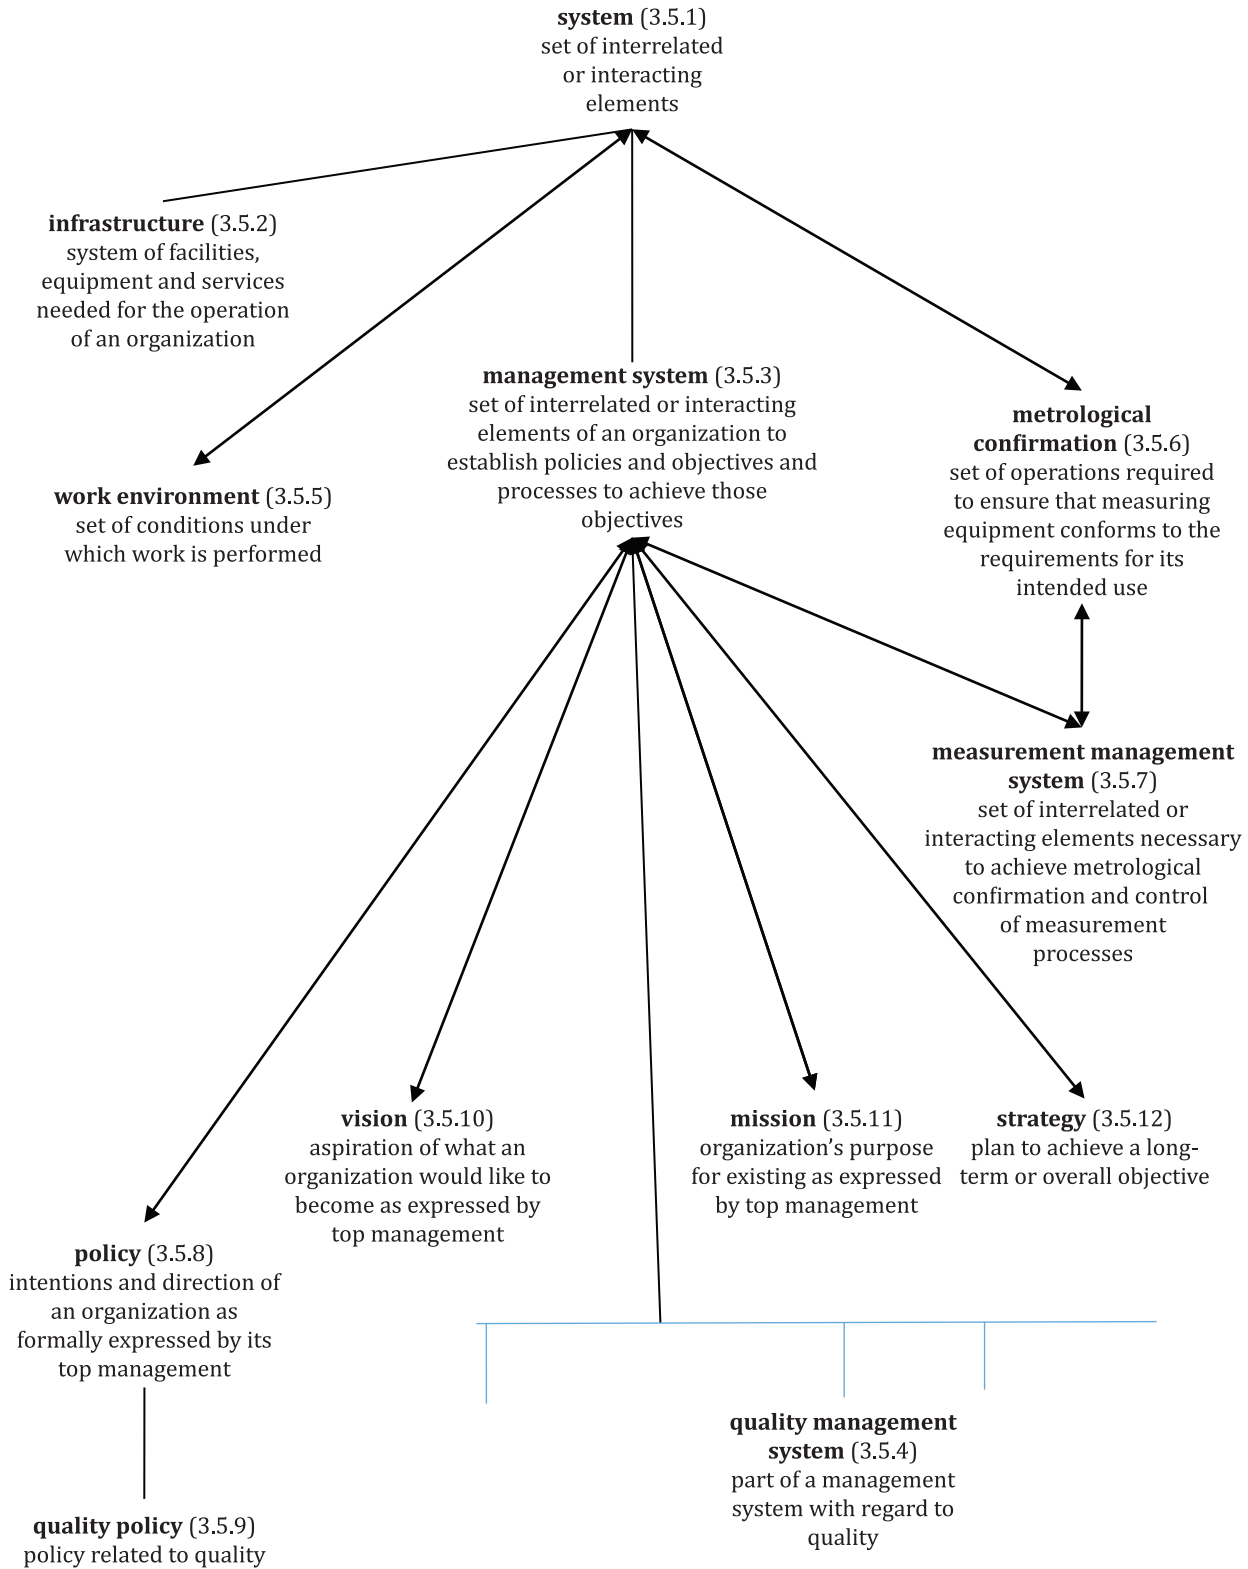 system (3.5.1)
set of interrelated
or interacting
elements
infrastructure (3.5.2)
system of facilities,
equipment and services
needed for the operation
of an organization
management system (3.5.3)
set of interrelated or interacting
elements of an organization to
establish policies and objectives and
processes to achieve those
objectives
metrological
confirmation (3.5.6)
set of operations required
to ensure that measuring
equipment conforms to the
requirements for its
intended use
work environment (3.5.5)
set of conditions under
which work is performed
measurement management
system (3.5.7)
set of interrelated or
interacting elements necessary
to achieve metrological
confirmation and control
of measurement
processes
vision (3.5.10)
aspiration of what an
organization would like to
become as expressed by
top management
mission (3.5.11)
organization’s purpose
for existing as expressed
by top management
strategy (3.5.12)
plan to achieve a long-
term or overall objective
policy (3.5.8)
intentions and direction of
an organization as
formally expressed by its
top management
quality management
system (3.5.4)
part of a management
system with regard to
quality
quality policy (3.5.9)
policy related to quality